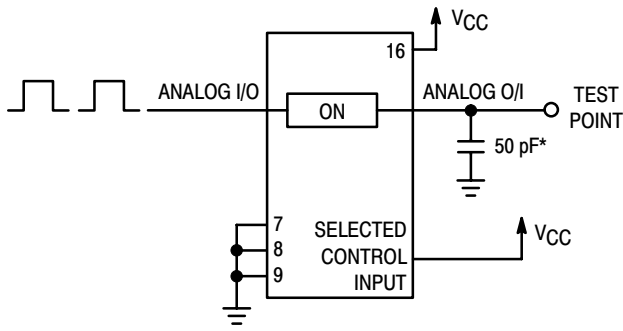 VCC
16
ANALOG I/O
ON
ANALOG O/I
TEST
POINT
50 pF*
7
8
9
SELECTED
CONTROL
INPUT
VCC